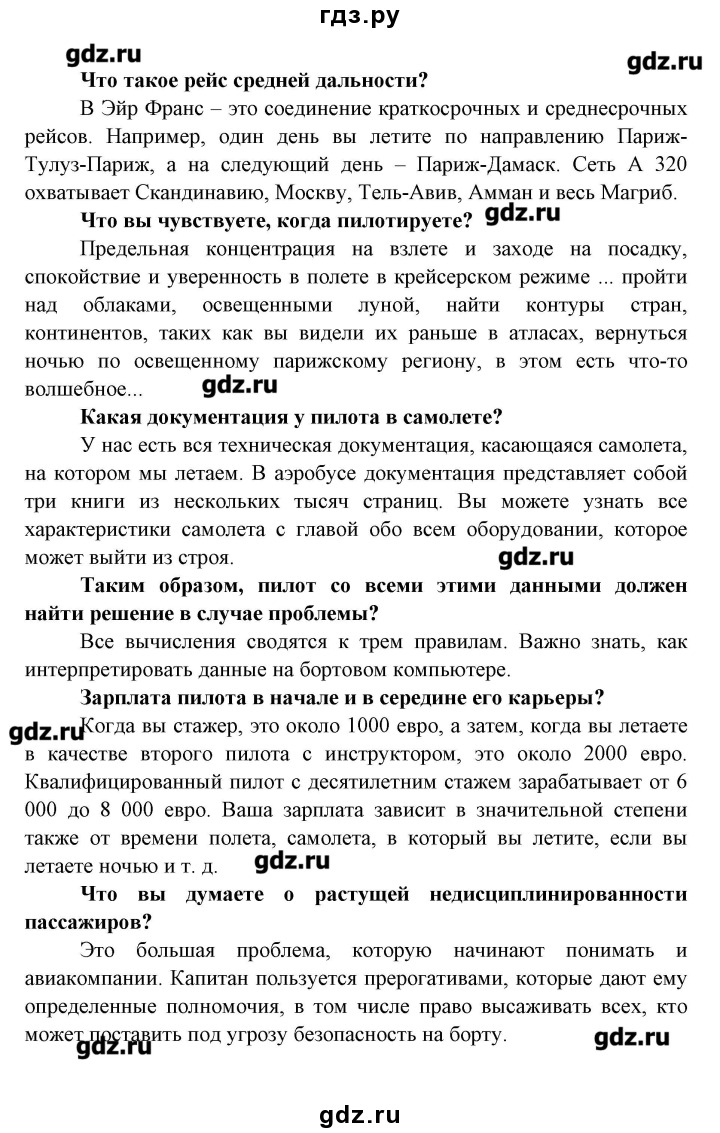 гдз.ру
gdz.ru
gdz.ru
Что такое рейс средней дальности?
В Эйр Франс – это соединение краткосрочных и среднесрочных
рейсов. Например, один день вы летите по направлению Париж-
Тулуз-Париж, а на следующий день – Париж-Дамаск. Сеть А 320
охватывает Скандинавию, Москву, Тель-Авив, Амман и весь Магриб.
Что вы чувствуете, когда пилотируете? gdz.ru
Предельная концентрация на взлете и заходе на посадку,
спокойствие и уверенность в полете в крейсерском режиме ... пройти
над облаками, освещенными луной, найти контуры стран,
континентов, таких как вы видели их раньше в атласах, вернуться
ночью по освещенному парижскому региону, в этом есть что-то
волшебное... gdz.ru
Какая документация у пилота в самолете?
У нас есть вся техническая документация, касающаяся самолета,
на котором мы летаем. В аэробусе документация представляет собой
три книги из нескольких тысяч страниц. Вы можете узнать все
характеристики самолета с главой обо всем оборудовании, которое
может выйти из строя. gdz.ru
Таким образом, пилот со всеми этими данными должен
найти решение в случае проблемы?
Все вычисления сводятся к трем правилам. Важно знать, как
интерпретировать данные на бортовом компьютере.
Зарплата пилота в начале и в середине его карьеры?
gdz.ru
Когда вы стажер, это около 1000 евро, а затем, когда вы летаете
в качестве второго пилота с инструктором, это около 2000 евро.
Квалифицированный пилот с десятилетним стажем зарабатывает от 6
000 до 8 000 евро. Ваша зарплата зависит в значительной степени
также от времени полета, самолета, в который вы летите, если вы
летаете ночью и т. д. gdz.ru
Что вы думаете о растущей недисциплинированности
пассажиров?
Это большая проблема, которую начинают понимать и
авиакомпании. Капитан пользуется прерогативами, которые дают ему
определенные полномочия, в том числе право высаживать всех, кто
может поставить под угрозу безопасность на борту.
gdz.ru
gdz.ru
gdz.ru